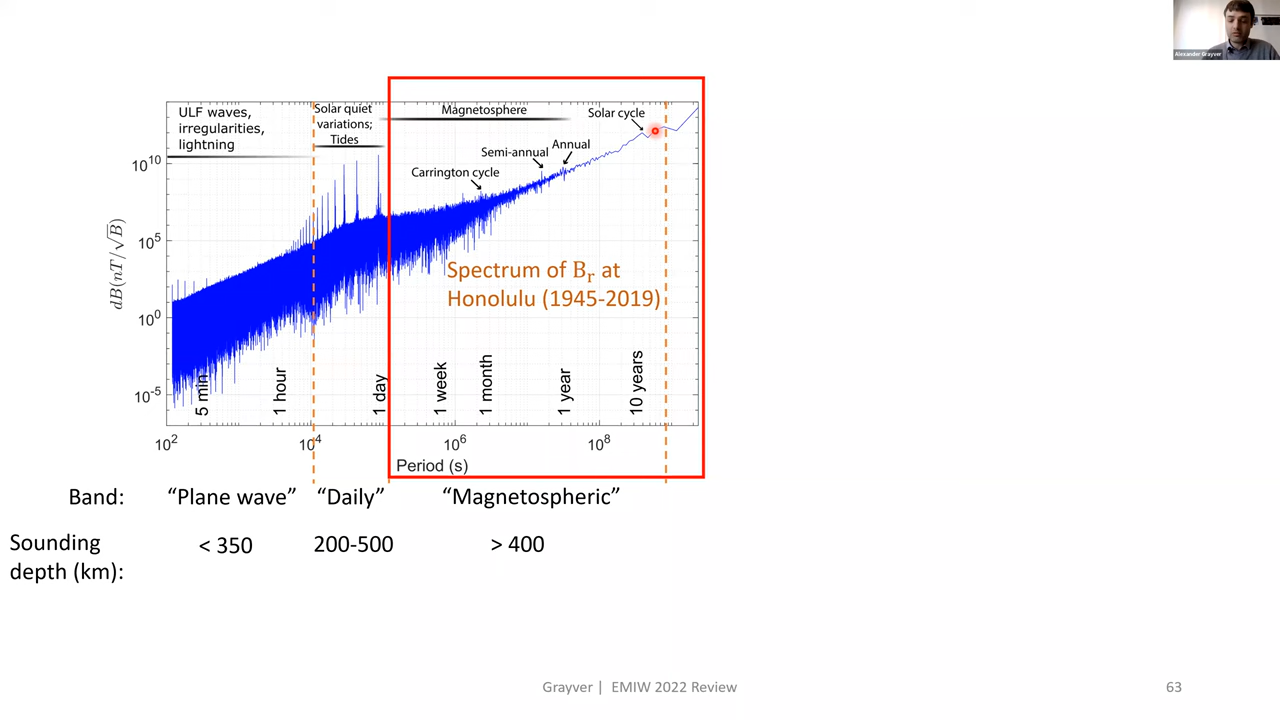 Alexander Grayver
ULF waves,
irregularities,
lightning
Solar quiet
variations;
Tides
Magnetosphere
Solar cycle
Semi-annual
Annual
Carrington cycle
10^10
10^5
10^0
10^-5
dB(nT/√B)
Spectrum of B_r at
Honolulu (1945-2019)
5 min
1 hour
1 day
1 week
1 month
1 year
10 years
10^2
10^4
10^6
10^8
Period (s)
Band: "Plane wave" "Daily" "Magnetospheric"
Sounding
depth (km): < 350 200-500 > 400
Grayver | EMIW 2022 Review
63